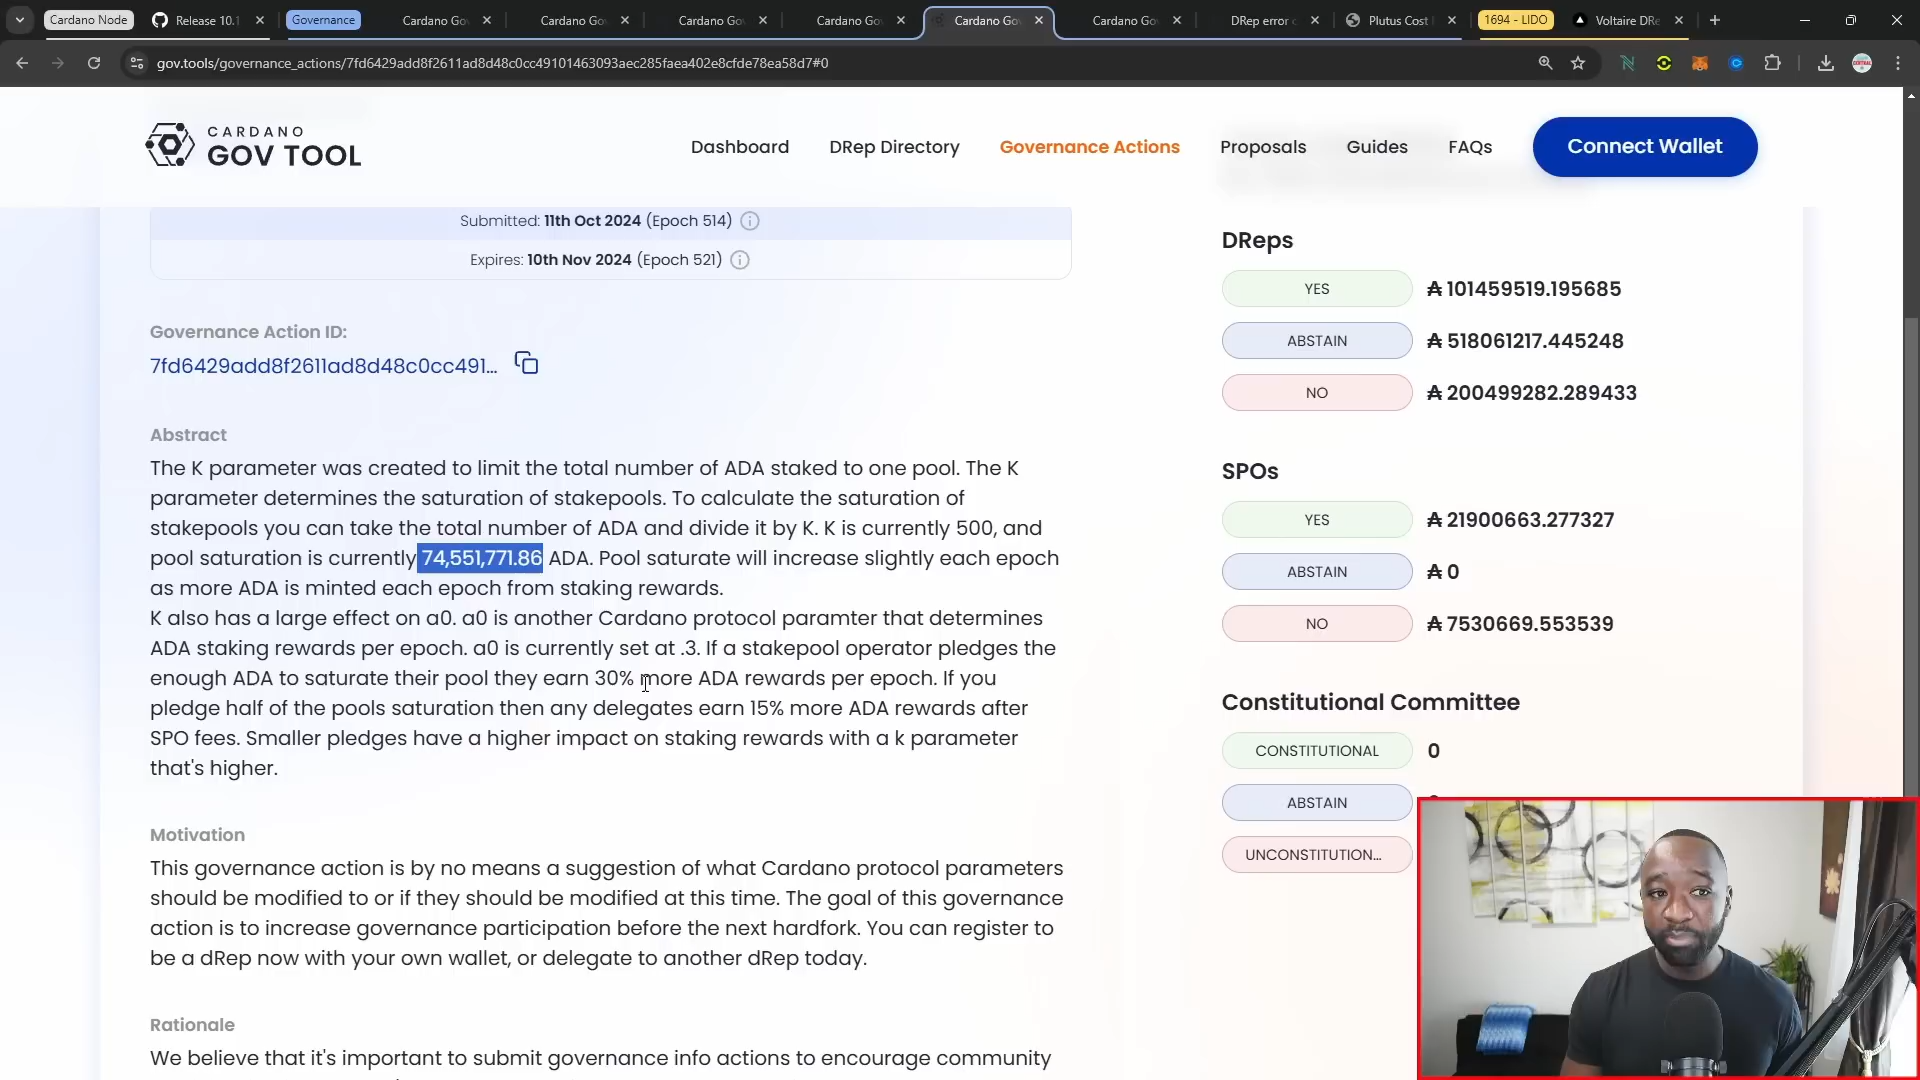 Cardano Node
Release 10.
Governance
Cardano Go
Cardano Go
Cardano Go
Cardano Go
Cardano Go
Cardano Go
DRep error
Plutus Cost
1694 - LIDO
Voltaire DRe
gov.tools/governance_actions/7fd6429add8f2611ad8d48c0cc49101463093aec285faea402e8cfde78ea58d7#0
CARDANO
GOV TOOL
Dashboard
DRep Directory
Governance Actions
Proposals
Guides
FAQs
Connect Wallet
Submitted: 11th Oct 2024 (Epoch 514)
Expires: 10th Nov 2024 (Epoch 521)
Governance Action ID:
7fd6429add8f2611ad8d48c0cc491...
Abstract
The K parameter was created to limit the total number of ADA staked to one pool. The K
parameter determines the saturation of stakepools. To calculate the saturation of
stakepools you can take the total number of ADA and divide it by K. K is currently 500, and
pool saturation is currently 74,551,771.86 ADA. Pool saturate will increase slightly each epoch
as more ADA is minted each epoch from staking rewards.
K also has a large effect on a0. a0 is another Cardano protocol paramter that determines
ADA staking rewards per epoch. a0 is currently set at .3. If a stakepool operator pledges the
enough ADA to saturate their pool they earn 30% more ADA rewards per epoch. If you
pledge half of the pools saturation then any delegates earn 15% more ADA rewards after
SPO fees. Smaller pledges have a higher impact on staking rewards with a k parameter
that's higher.
Motivation
This governance action is by no means a suggestion of what Cardano protocol parameters
should be modified to or if they should be modified at this time. The goal of this governance
action is to increase governance participation before the next hardfork. You can register to
be a dRep now with your own wallet, or delegate to another dRep today.
Rationale
We believe that it's important to submit governance info actions to encourage community
DReps
YES ₳ 101459519.195685
ABSTAIN ₳ 518061217.445248
NO ₳ 200499282.289433
SPOs
YES ₳ 21900663.277327
ABSTAIN ₳ 0
NO ₳ 7530669.553539
Constitutional Committee
CONSTITUTIONAL 0
ABSTAIN
UNCONSTITUTION...